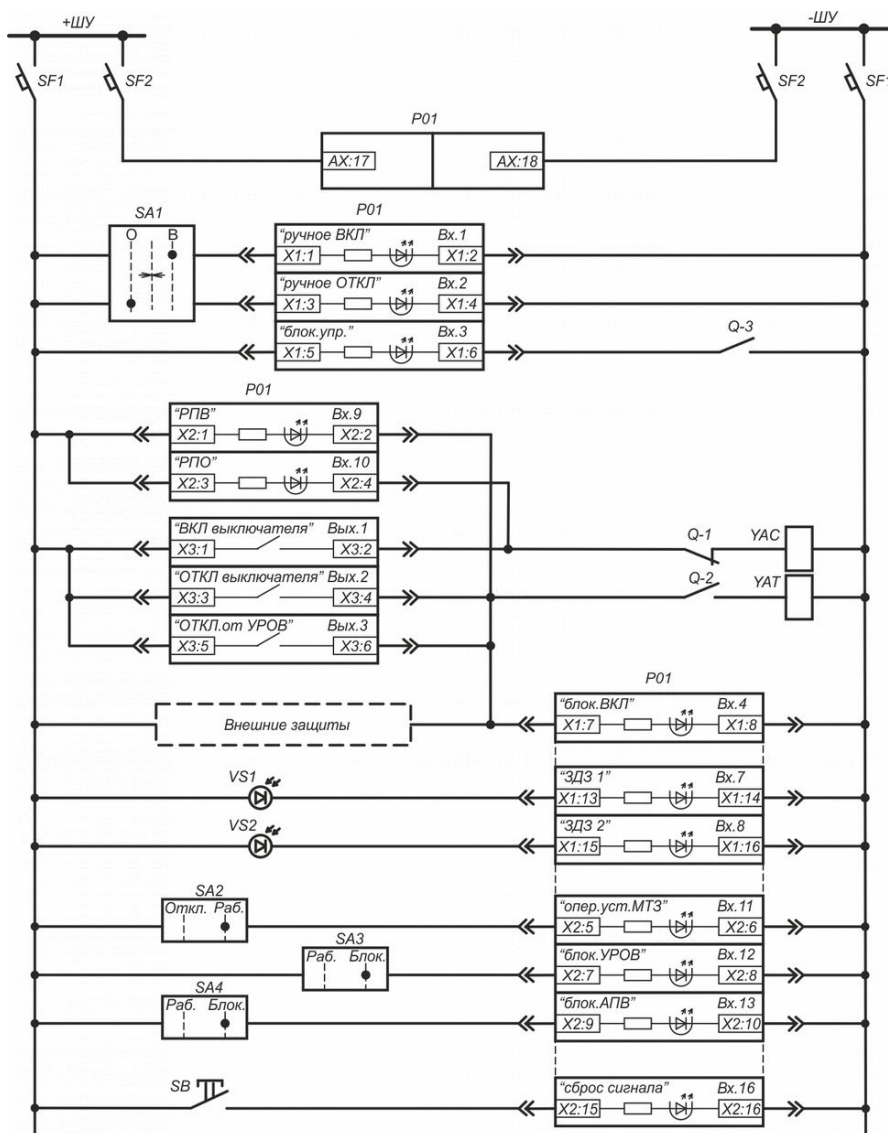 +ШУ -ШУ
SF1 SF2 SF2 SF1
P01
AX:17 AX:18
SA1 P01
O B "ручное ВКЛ" Вх.1
X1:1 X1:2
"ручное ОТКЛ" Вх.2
X1:3 X1:4
"блок.упр." Вх.3
X1:5 X1:6 Q-3
P01
"РПВ" Вх.9
X2:1 X2:2
"РПО" Вх.10
X2:3 X2:4
"ВКЛ выключателя" Вых.1
X3:1 X3:2 Q-1 YAC
"ОТКЛ выключателя" Вых.2
X3:3 X3:4 Q-2 YAT
"ОТКЛ.от УРОВ" Вых.3
X3:5 X3:6
P01
"блок.ВКЛ" Вх.4
Внешние защиты X1:7 X1:8
VS1 "ЗДЗ 1" Вх.7
X1:13 X1:14
VS2 "ЗДЗ 2" Вх.8
X1:15 X1:16
SA2
Откл. Раб. "опер.уст.МТЗ" Вх.11
X2:5 X2:6
SA3
Раб. Блок. "блок.УРОВ" Вх.12
X2:7 X2:8
SA4
Раб. Блок. "блок.АПВ" Вх.13
X2:9 X2:10
SB "сброс сигнала" Вх.16
X2:15 X2:16